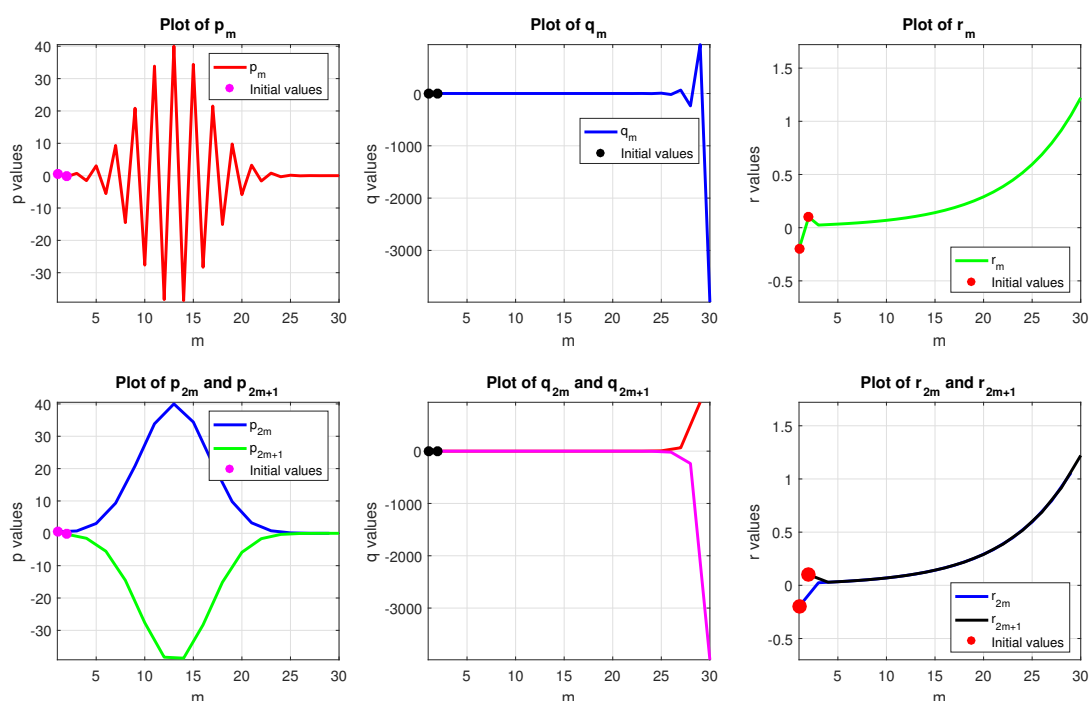 Plot of p_m
40
30
20
10
0
-10
-20
-30
p values
5 10 15 20 25 30
m
p_m
Initial values
Plot of q_m
0
-1000
-2000
-3000
q values
5 10 15 20 25 30
m
q_m
Initial values
Plot of r_m
1.5
1
0.5
0
-0.5
r values
5 10 15 20 25 30
m
r_m
Initial values
Plot of p_2m and p_2m+1
40
30
20
10
0
-10
-20
-30
p values
5 10 15 20 25 30
m
p_2m
p_2m+1
Initial values
Plot of q_2m and q_2m+1
0
-1000
-2000
-3000
q values
5 10 15 20 25 30
m
Plot of r_2m and r_2m+1
1.5
1
0.5
0
-0.5
r values
5 10 15 20 25 30
m
r_2m
r_2m+1
Initial values